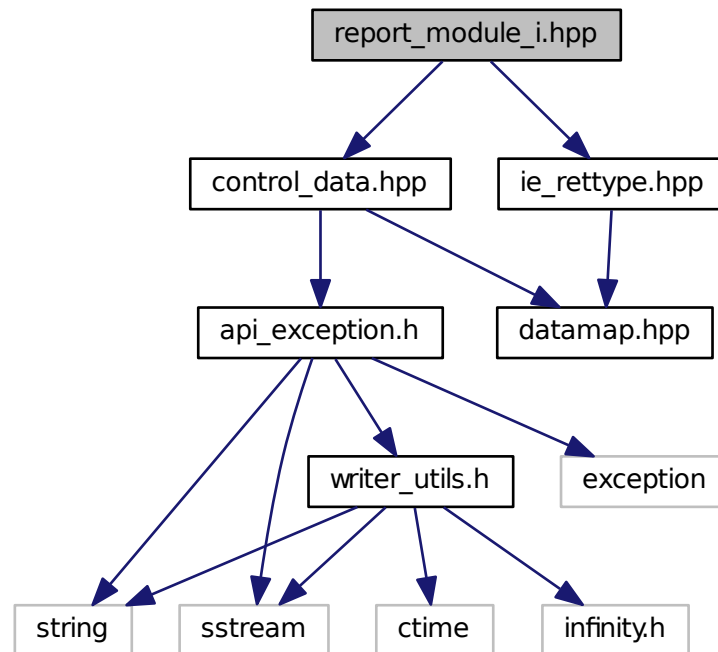 report_module_i.hpp
control_data.hpp
ie_rettype.hpp
api_exception.h
datamap.hpp
writer_utils.h
exception
string
sstream
ctime
infinity.h